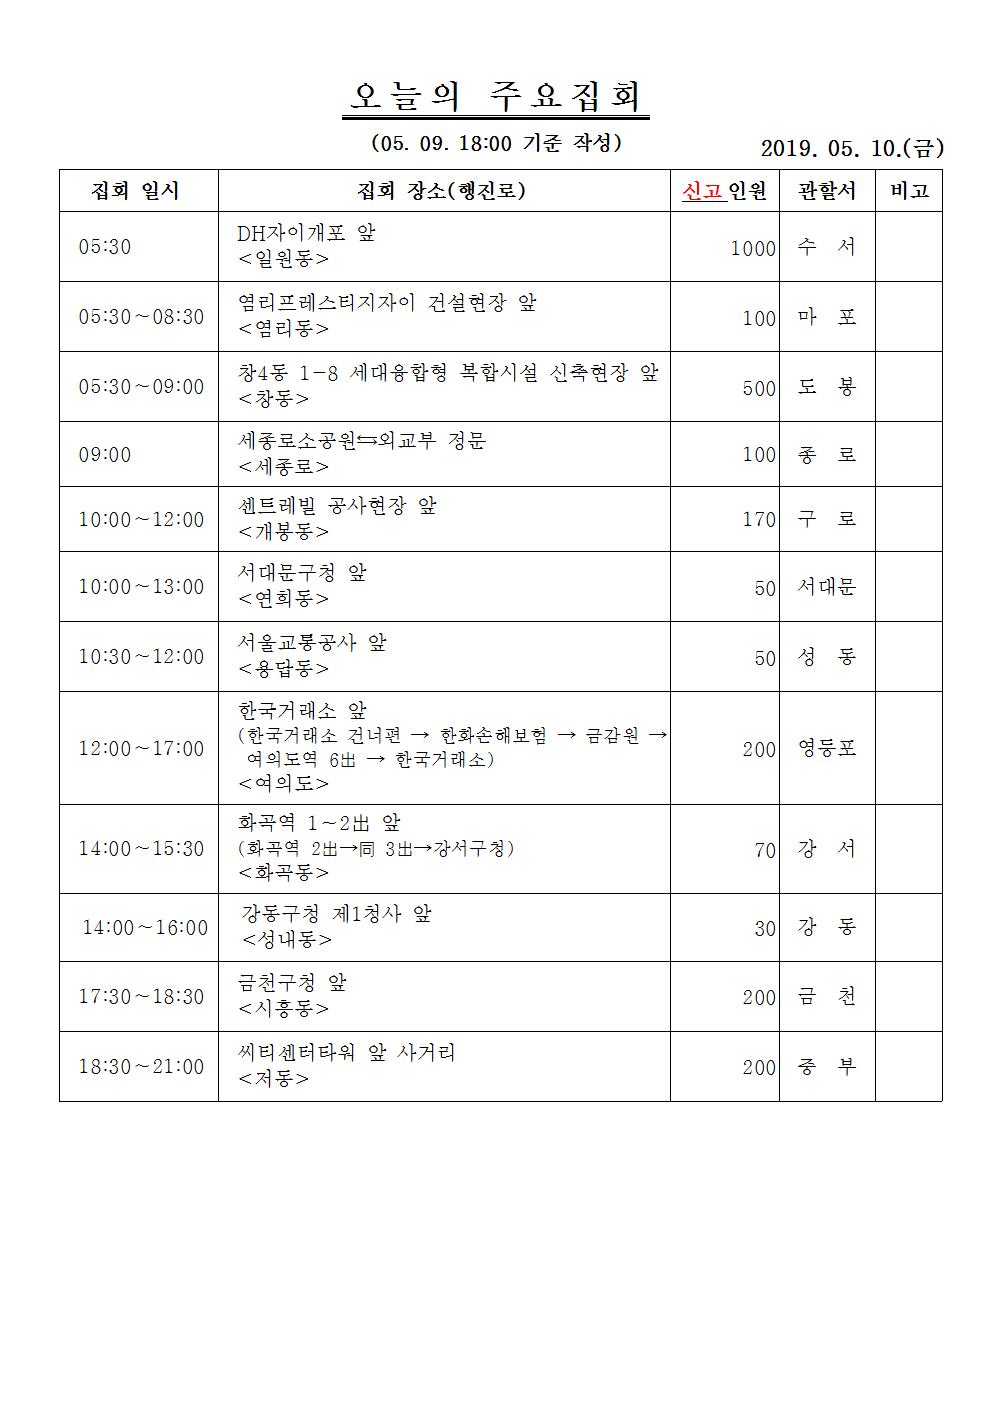 오늘의 주요집회
(05. 09. 18:00 기준 작성)
2019. 05. 10.(금)
집회 일시 집회 장소(행진로) 신고인원 관할서 비고
05:30 DH자이개포 앞 1000 수 서
<일원동>
05:30~08:30 염리프레스티지자이 건설현장 앞 100 마 포
<염리동>
05:30~09:00 창4동 1-8 세대융합형 복합시설 신축현장 앞 500 도 봉
<창동>
09:00 세종로소공원⇆외교부 정문 100 종 로
<세종로>
10:00~12:00 센트레빌 공사현장 앞 170 구 로
<개봉동>
10:00~13:00 서대문구청 앞 50 서대문
<연희동>
10:30~12:00 서울교통공사 앞 50 성 동
<용답동>
12:00~17:00 한국거래소 앞 200 영등포
(한국거래소 건너편 → 한화손해보험 → 금감원 →
여의도역 6出 → 한국거래소)
<여의도>
14:00~15:30 화곡역 1~2出 앞 70 강 서
(화곡역 2出→同 3出→강서구청)
<화곡동>
14:00~16:00 강동구청 제1청사 앞 30 강 동
<성내동>
17:30~18:30 금천구청 앞 200 금 천
<시흥동>
18:30~21:00 씨티센터타워 앞 사거리 200 중 부
<저동>